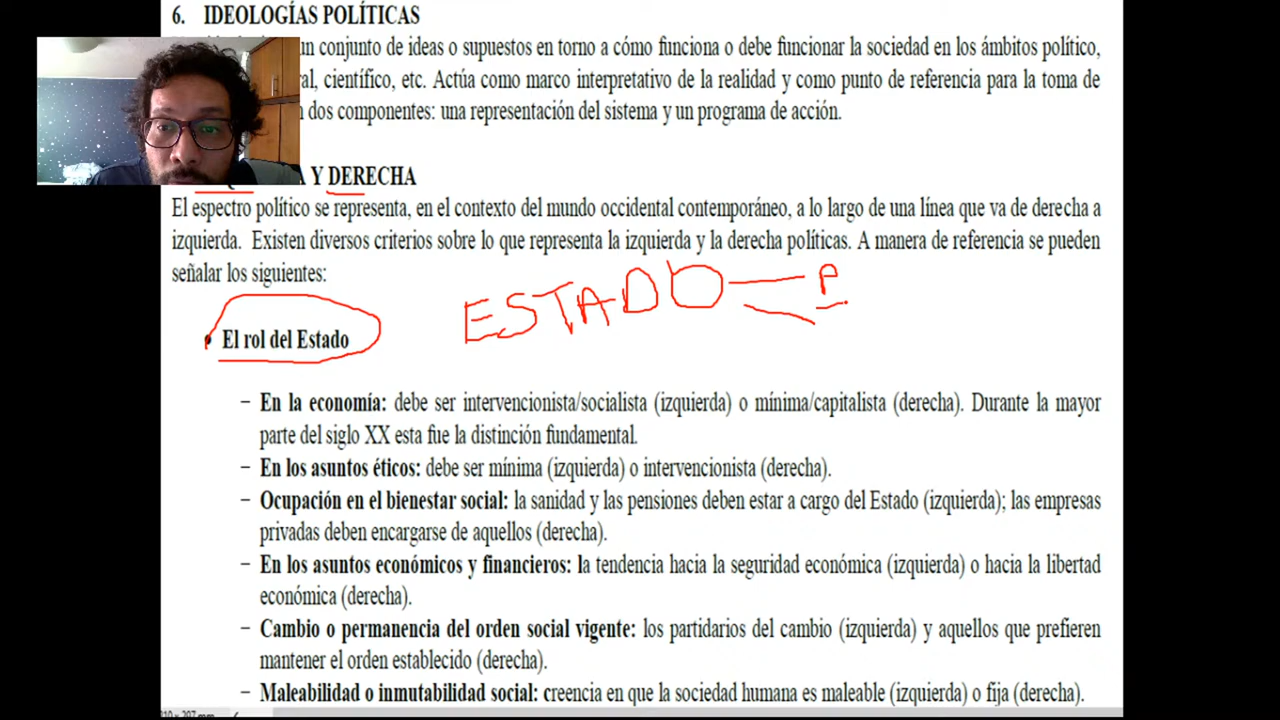 6. IDEOLOGÍAS POLÍTICAS
un conjunto de ideas o supuestos en torno a cómo funciona o debe funcionar la sociedad en los ámbitos político,
científico, etc. Actúa como marco interpretativo de la realidad y como punto de referencia para la toma de
dos componentes: una representación del sistema y un programa de acción.
Y DERECHA
El espectro político se representa, en el contexto del mundo occidental contemporáneo, a lo largo de una línea que va de derecha a
izquierda. Existen diversos criterios sobre lo que representa la izquierda y la derecha políticas. A manera de referencia se pueden
señalar los siguientes:
ESTADO P
• El rol del Estado
– En la economía: debe ser intervencionista/socialista (izquierda) o mínima/capitalista (derecha). Durante la mayor
parte del siglo XX esta fue la distinción fundamental.
– En los asuntos éticos: debe ser mínima (izquierda) o intervencionista (derecha).
– Ocupación en el bienestar social: la sanidad y las pensiones deben estar a cargo del Estado (izquierda); las empresas
privadas deben encargarse de aquellos (derecha).
– En los asuntos económicos y financieros: la tendencia hacia la seguridad económica (izquierda) o hacia la libertad
económica (derecha).
– Cambio o permanencia del orden social vigente: los partidarios del cambio (izquierda) y aquellos que prefieren
mantener el orden establecido (derecha).
– Maleabilidad o inmutabilidad social: creencia en que la sociedad humana es maleable (izquierda) o fija (derecha).